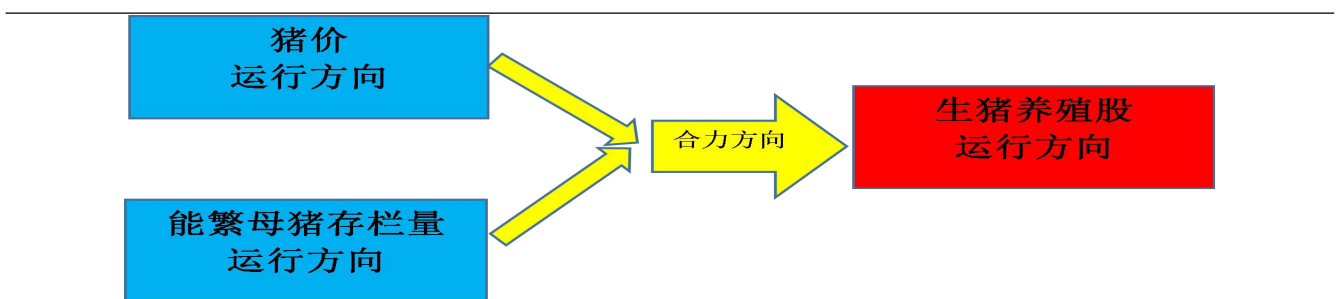 猪价
运行方向
合力方向
生猪养殖股
运行方向
能繁母猪存栏量
运行方向